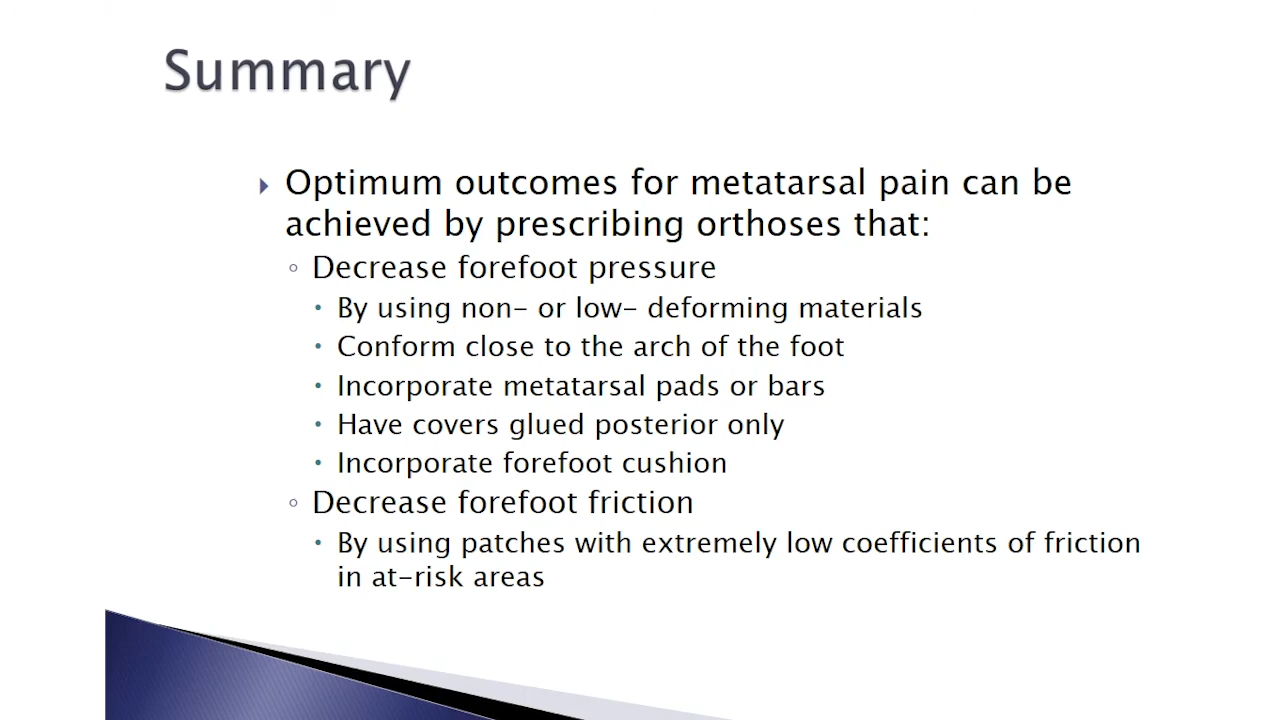 Summary
Optimum outcomes for metatarsal pain can be
achieved by prescribing orthoses that:
Decrease forefoot pressure
By using non- or low- deforming materials
Conform close to the arch of the foot
Incorporate metatarsal pads or bars
Have covers glued posterior only
Incorporate forefoot cushion
Decrease forefoot friction
By using patches with extremely low coefficients of friction
in at-risk areas